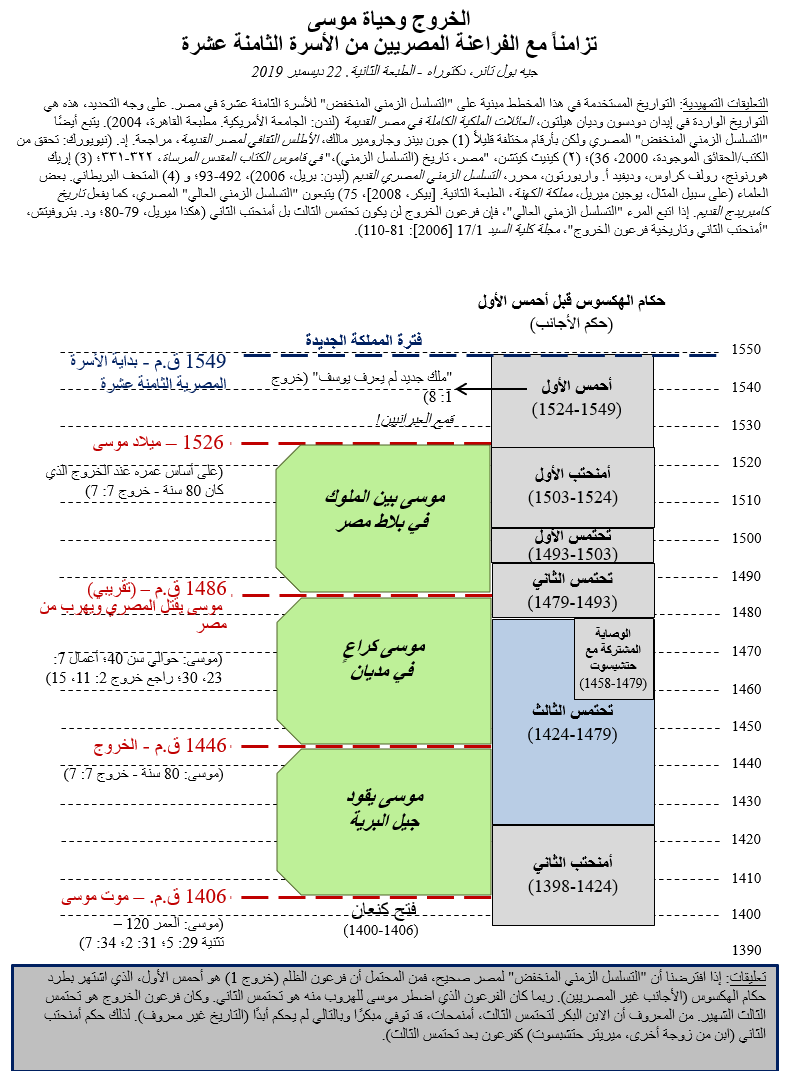 الخروج وحياة موسى
تزامناً مع الفراعنة المصريين من الأسرة الثامنة عشرة
جيه بول تانر، دكتوراه - الطبعة الثانية. 22 ديسمبر 2019
التعليقات التمهيدية: التواريخ المستخدمة في هذا المخطط مبنية على "التسلسل الزمني المنخفض" للأسرة الثامنة عشرة في مصر. على وجه التحديد، هذه هي
التواريخ الواردة في إيدان دودسون وديان هيلتون، العائلات الملكية الكاملة في مصر القديمة (لندن: الجامعة الأمريكية. مطبعة القاهرة، 2004). يتبع أيضًا
"التسلسل الزمني المنخفض" المصري ولكن بأرقام مختلفة قليلاً (1) جون بينز وجارومير مالك، الأطلس الثقافي لمصر القديمة، مراجعة. إد. (نيويورك: تحقق من
الكتب/الحقائق الموجودة، 2000، 36)؛ (٢) كينيث كيتشن، "مصر، تاريخ (التسلسل الزمني)،" في قاموس الكتاب المقدس المرساة، ٣٢٢-٣٣١؛ (3) إريك
هورنونج، رولف كراوس، وديفيد أ. واربورتون، محرر، التسلسل الزمني المصري القديم (ليدن: بريل، 2006)، 492-93؛ و (4) المتحف البريطاني. بعض
العلماء (على سبيل المثال، يوجين ميريل، مملكة الكهنة، الطبعة الثانية. [بيكر، 2008]، 75) يتبعون "التسلسل الزمني العالي" المصري، كما يفعل تاريخ
كامبريدج القديم. إذا اتبع المرء "التسلسل الزمني العالي"، فإن فرعون الخروج لن يكون تحتمس الثالث بل أمنحتب الثاني (هكذا ميريل، 79-80؛ ود. بتروفيتش،
"أمنحتب الثاني وتاريخية فرعون الخروج"، مجلة كلية السيد 17/1 [2006]: 81-110).
حكام الهكسوس قبل أحمس الأول
(حكم الأجانب)
فترة المملكة الجديدة
1550
1549 ق.م - بداية الأسرة
المصرية الثامنة عشرة
"ملك جديد لم يعرف يوسف" (خروج
1: 8)
أحمس الأول
(1524-1549)
1540
قمع العبرانيين!
1530
1526 – ميلاد موسى
(على أساس عمره عند الخروج الذي
كان 80 سنة - خروج 7: 7)
موسى بين الملوك
في بلاط مصر
أمنحتب الأول
(1503-1524)
1520
1510
تحتمس الأول
(1493-1503)
1500
تحتمس الثاني
(1479-1493)
1490
1486 ق.م – (تقريبي)
موسى يقتل المصري ويهرب من
مصر
1480
(موسى: حوالي سن 40؛ أعمال 7:
23، 30؛ راجع خروج 2: 11، 15)
موسى كراعٍ
في مديان
الوصاية
المشتركة مع
حتشبسوت
(1458-1479)
1470
1460
تحتمس الثالث
(1424-1479)
1450
1446 ق.م - الخروج
(موسى: 80 سنة - خروج 7: 7)
1440
موسى يقود
جيل البرية
1430
1420
أمنحتب الثاني
(1398-1424)
1410
1406 ق.م. – موت موسى
(موسى: العمر 120 –
تثنية 29: 5؛ 31: 2؛ 34: 7)
فتح كنعان
(1400-1406)
1400
1390
تعليقات: إذا افترضنا أن "التسلسل الزمني المنخفض" لمصر صحيح، فمن المحتمل أن فرعون الظلم (خروج 1) هو أحمس الأول، الذي اشتهر بطرد
حكام الهكسوس (الأجانب غير المصريين). ربما كان الفرعون الذي اضطر موسى للهروب منه هو تحتمس الثاني. وكان فرعون الخروج هو تحتمس
الثالث الشهير. من المعروف أن الابن البكر لتحتمس الثالث، أمنمحات، قد توفي مبكرًا وبالتالي لم يحكم أبدًا (التاريخ غير معروف). لذلك حكم أمنحتب
الثاني (ابن من زوجة أخرى، ميريتر حتشبسوت) كفرعون بعد تحتمس الثالث).